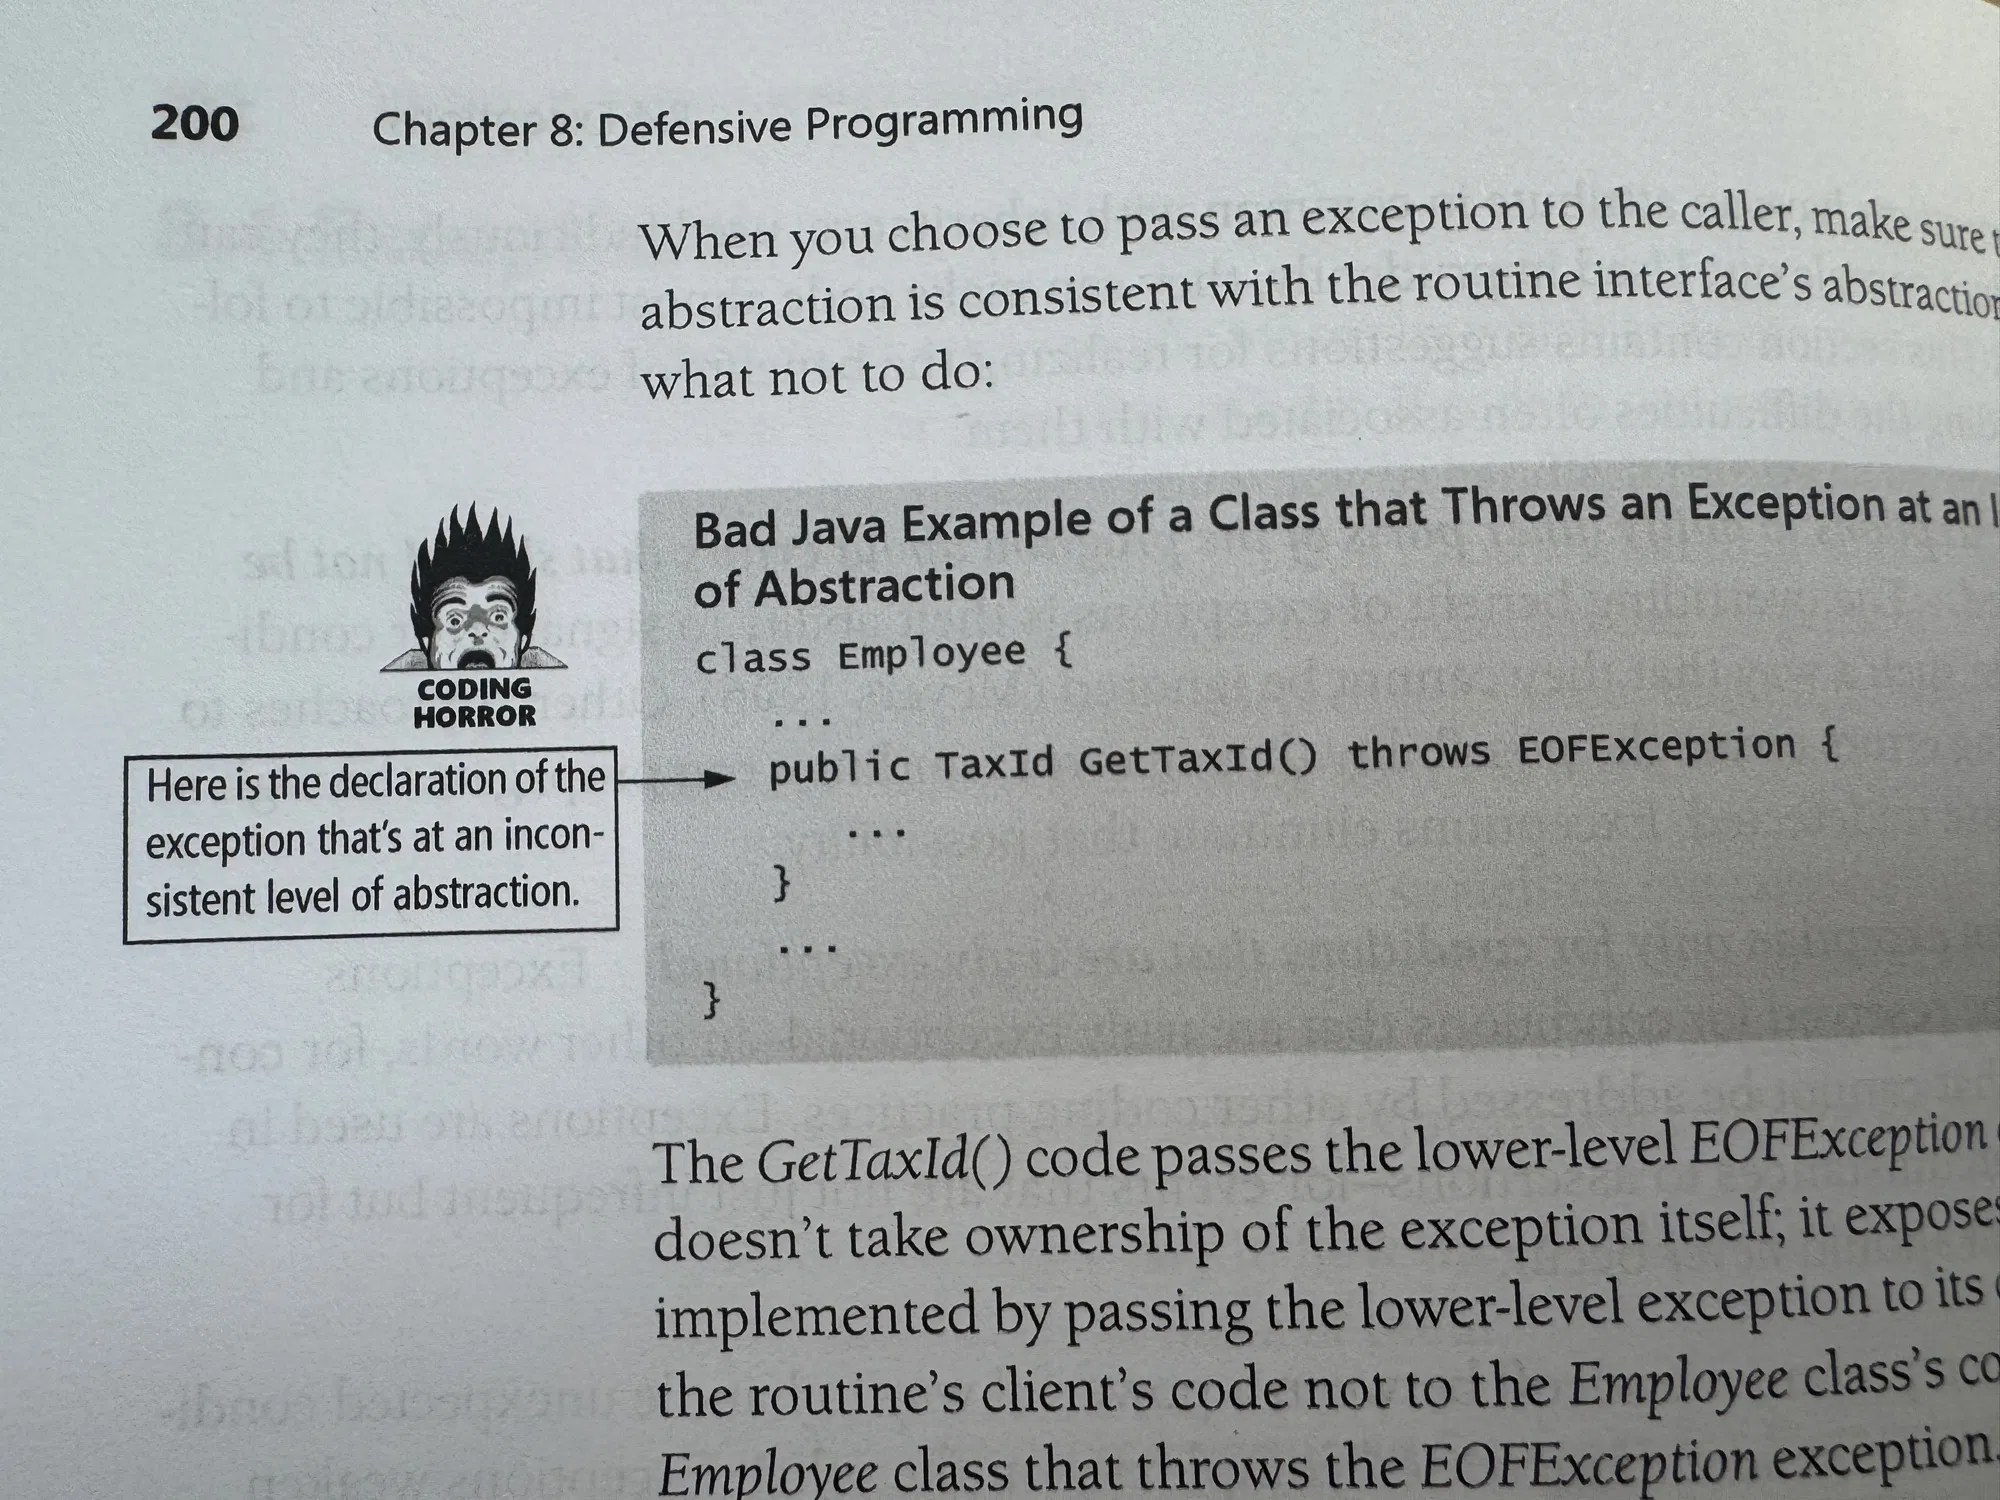 200 Chapter 8: Defensive Programming
When you choose to pass an exception to the caller, make sure
abstraction is consistent with the routine interface's
what not to do:
CODING
HORROR
Bad Java Example of a Class that Throws an Exception at an
of Abstraction
class Employee {
...
public TaxId GetTaxId() throws EOFException {
...
}
...
}
Here is the declaration of the
exception that's at an incon-
sistent level of abstraction.
The GetTaxId() code passes the lower-level EOFException
doesn't take ownership of the exception itself; it
implemented by passing the lower-level exception to its
the routine's client's code not to the Employee class's
Employee class that throws the EOFException exception.